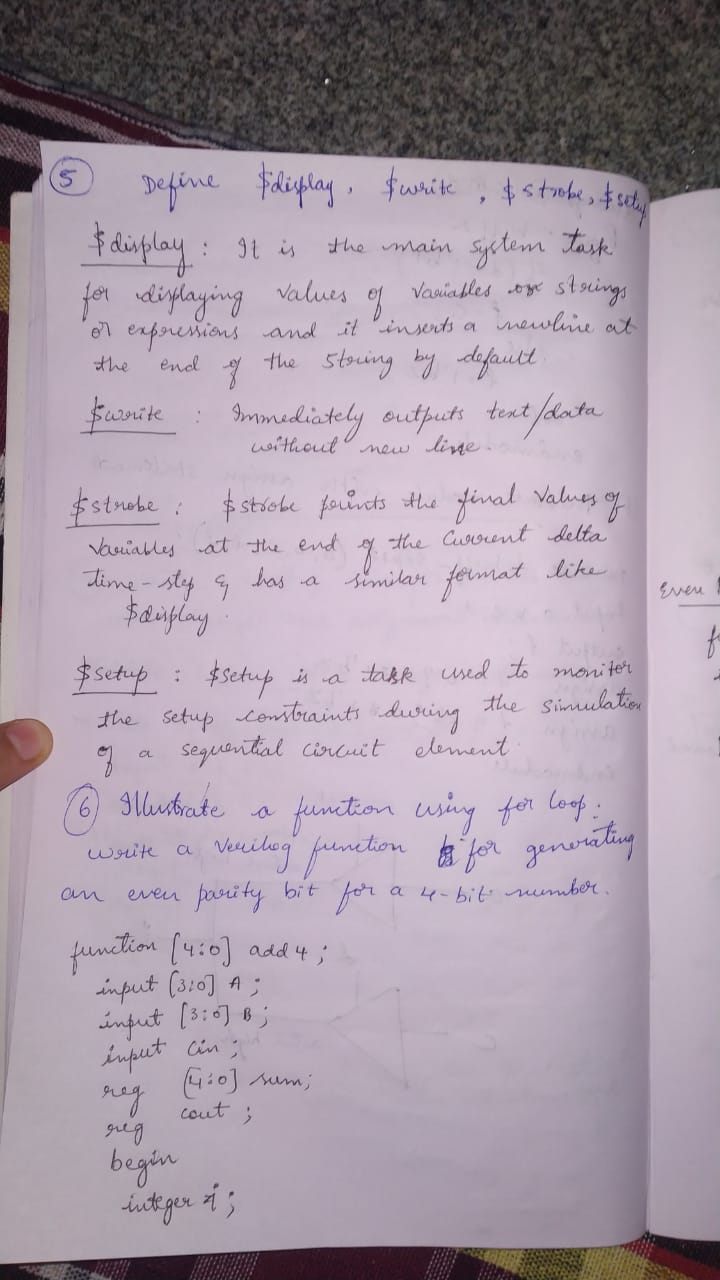 5 Define $display, $write, $strobe, $setup
$display : It is the main system task
for displaying values of variables or strings
or expressions and it inserts a newline at
the end of the string by default
$write : Immediately outputs text/data
without new line.
$strobe : $strobe prints the final values of
variables at the end of the current delta
time-step & has a similar format like
$display.
$setup : $setup is a task used to monitor
the setup constraints during the simulation
of a sequential circuit element.
6 Illustrate a function using for loop.
write a Verilog function for generating
an even parity bit for a 4-bit number.
function [4:0] add4 ;
input [3:0] A ;
input [3:0] B ;
input cin ;
reg [4:0] sum;
reg cout ;
begin
integer i ;
Even